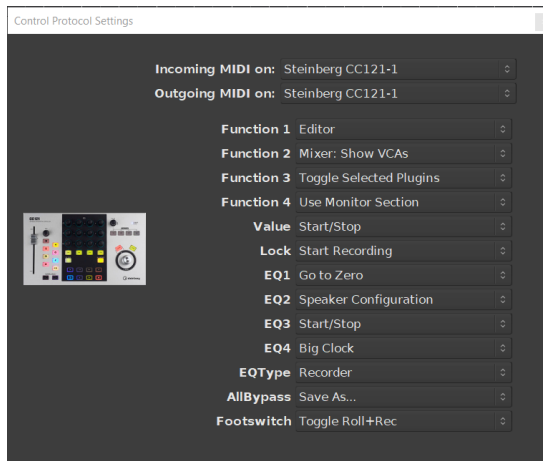 Control Protocol Settings
Incoming MIDI on: Steinberg CC121-1
Outgoing MIDI on: Steinberg CC121-1
Function 1 Editor
Function 2 Mixer: Show VCAs
Function 3 Toggle Selected Plugins
Function 4 Use Monitor Section
Value Start/Stop
Lock Start Recording
EQ1 Go to Zero
EQ2 Speaker Configuration
EQ3 Start/Stop
EQ4 Big Clock
EQType Recorder
AllBypass Save As...
Footswitch Toggle Roll+Rec